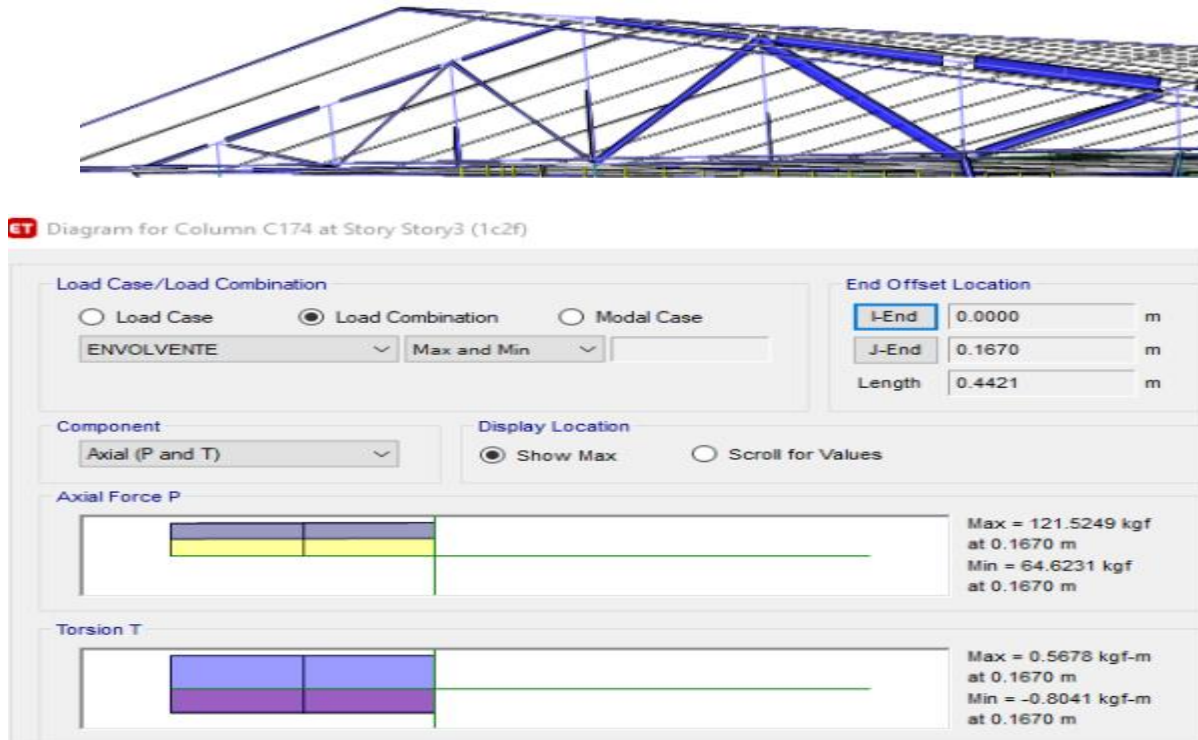 ET Diagram for Column C174 at Story Story3 (1c2f)
Load Case/Load Combination
Load Case Load Combination Modal Case
ENVOLVENTE Max and Min
End Offset Location
I-End 0.0000 m
J-End 0.1670 m
Length 0.4421 m
Component
Axial (P and T)
Display Location
Show Max Scroll for Values
Axial Force P
Max = 121.5249 kgf
at 0.1670 m
Min = 64.6231 kgf
at 0.1670 m
Torsion T
Max = 0.5678 kgf-m
at 0.1670 m
Min = -0.8041 kgf-m
at 0.1670 m